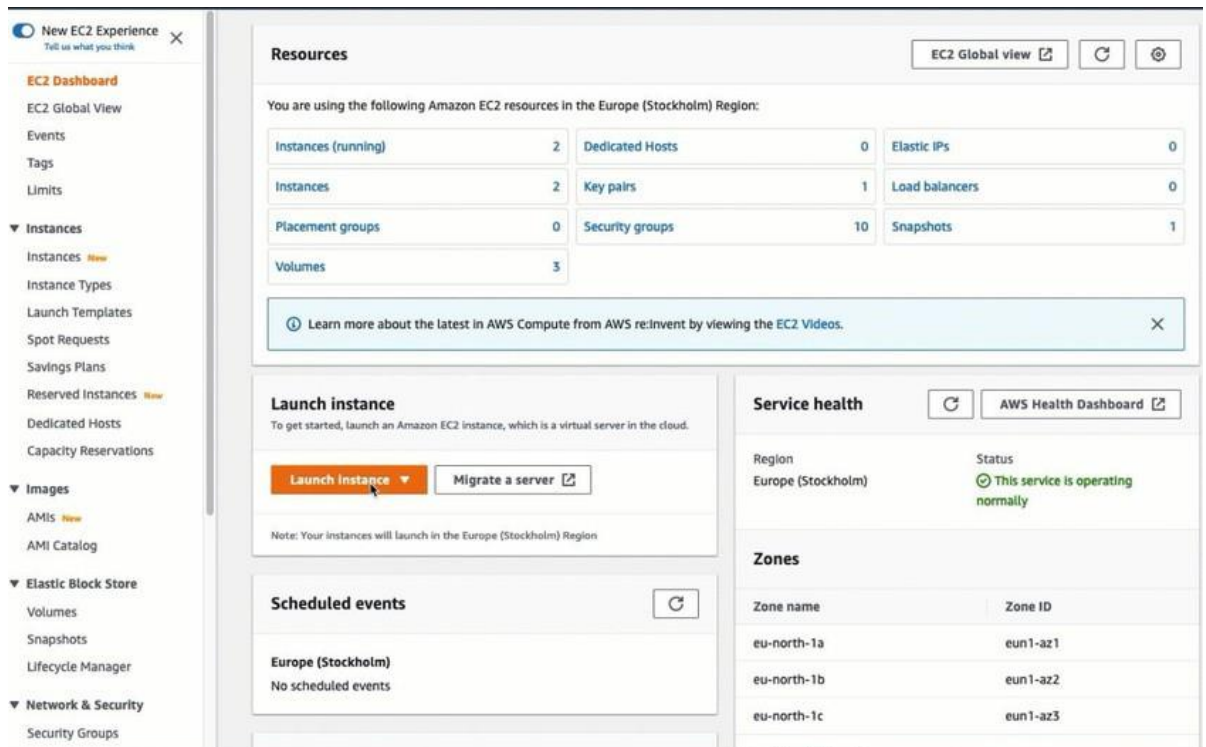 New EC2 Experience
Tell us what you think
EC2 Dashboard
EC2 Global View
Events
Tags
Limits
Instances
Instances New
Instance Types
Launch Templates
Spot Requests
Savings Plans
Reserved Instances New
Dedicated Hosts
Capacity Reservations
Images
AMIs New
AMI Catalog
Elastic Block Store
Volumes
Snapshots
Lifecycle Manager
Network & Security
Security Groups
Resources
EC2 Global view
You are using the following Amazon EC2 resources in the Europe (Stockholm) Region:
Instances (running) 2 Dedicated Hosts 0 Elastic IPs 0
Instances 2 Key pairs 1 Load balancers 0
Placement groups 0 Security groups 10 Snapshots 1
Volumes 3
Learn more about the latest in AWS Compute from AWS re:Invent by viewing the EC2 Videos.
Launch instance
To get started, launch an Amazon EC2 instance, which is a virtual server in the cloud.
Launch instance Migrate a server
Note: Your instances will launch in the Europe (Stockholm) Region
Scheduled events
Europe (Stockholm)
No scheduled events
Service health
AWS Health Dashboard
Region Status
Europe (Stockholm) This service is operating
normally
Zones
Zone name Zone ID
eu-north-1a eun1-az1
eu-north-1b eun1-az2
eu-north-1c eun1-az3